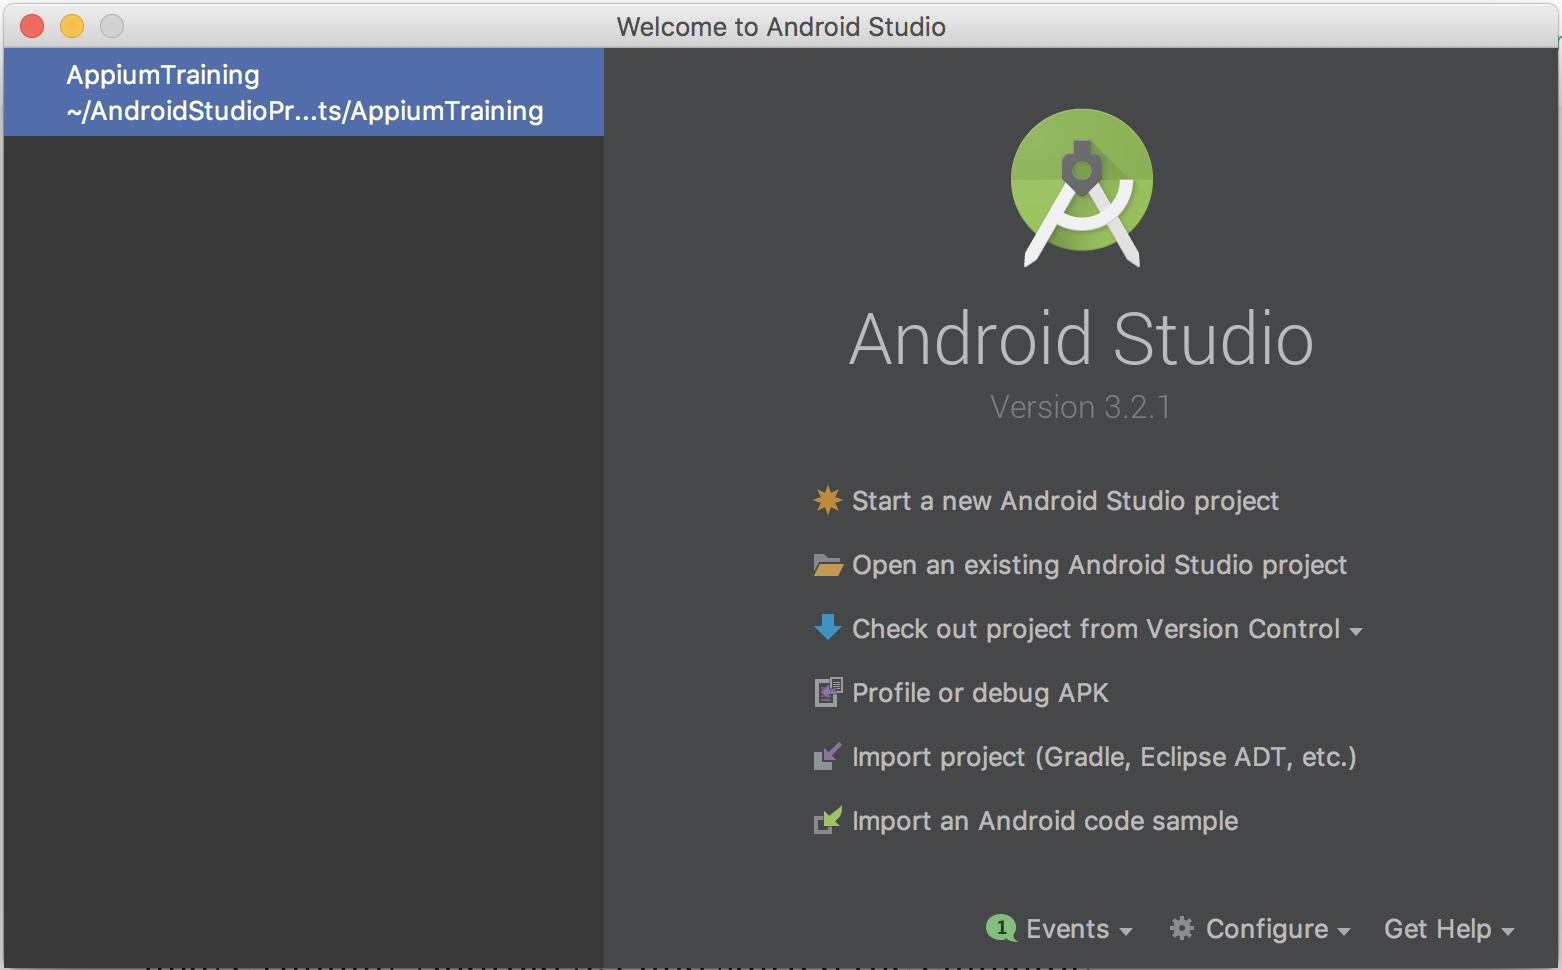 Welcome to Android Studio
AppiumTraining
~/AndroidStudioPr...ts/AppiumTraining
Android Studio
Version 3.2.1
Start a new Android Studio project
Open an existing Android Studio project
Check out project from Version Control
Profile or debug APK
Import project (Gradle, Eclipse ADT, etc.)
Import an Android code sample
1 Events
Configure
Get Help